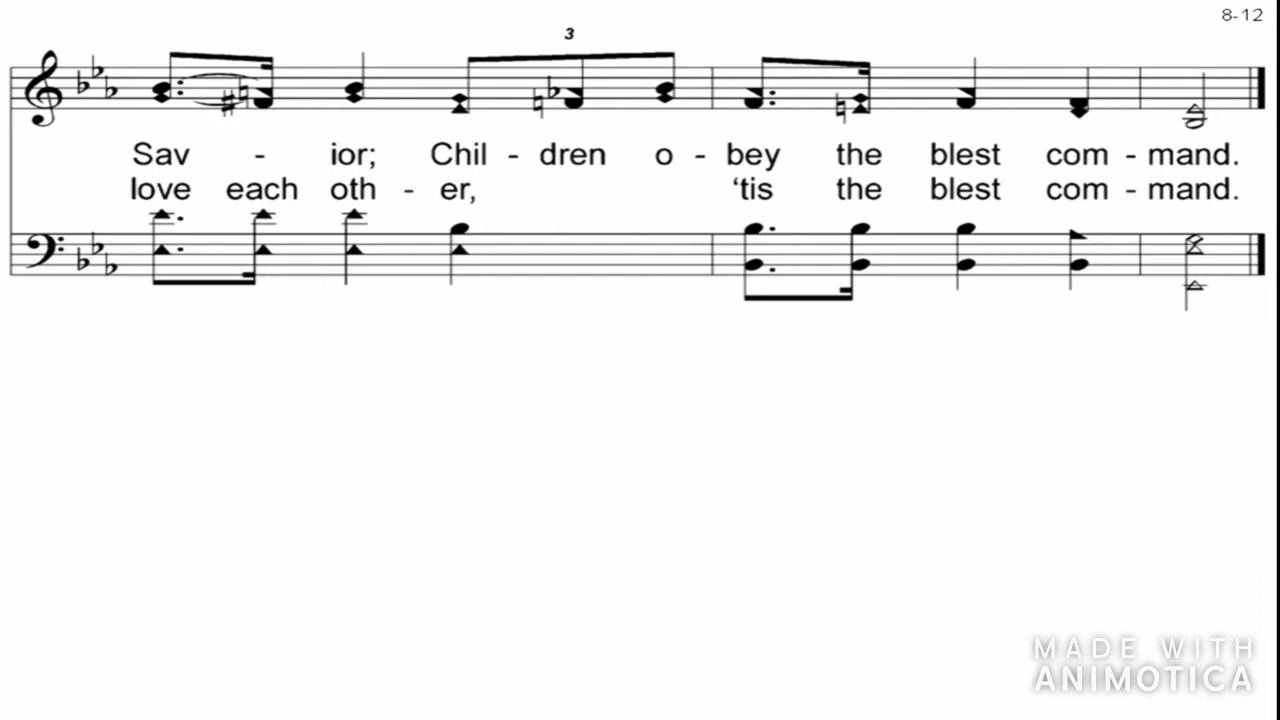 8-12
3
Sav - ior; Chil - dren o - bey the blest com - mand.
love each oth - er, ‘tis the blest com - mand.
MADE WITH
ANIMOTICA